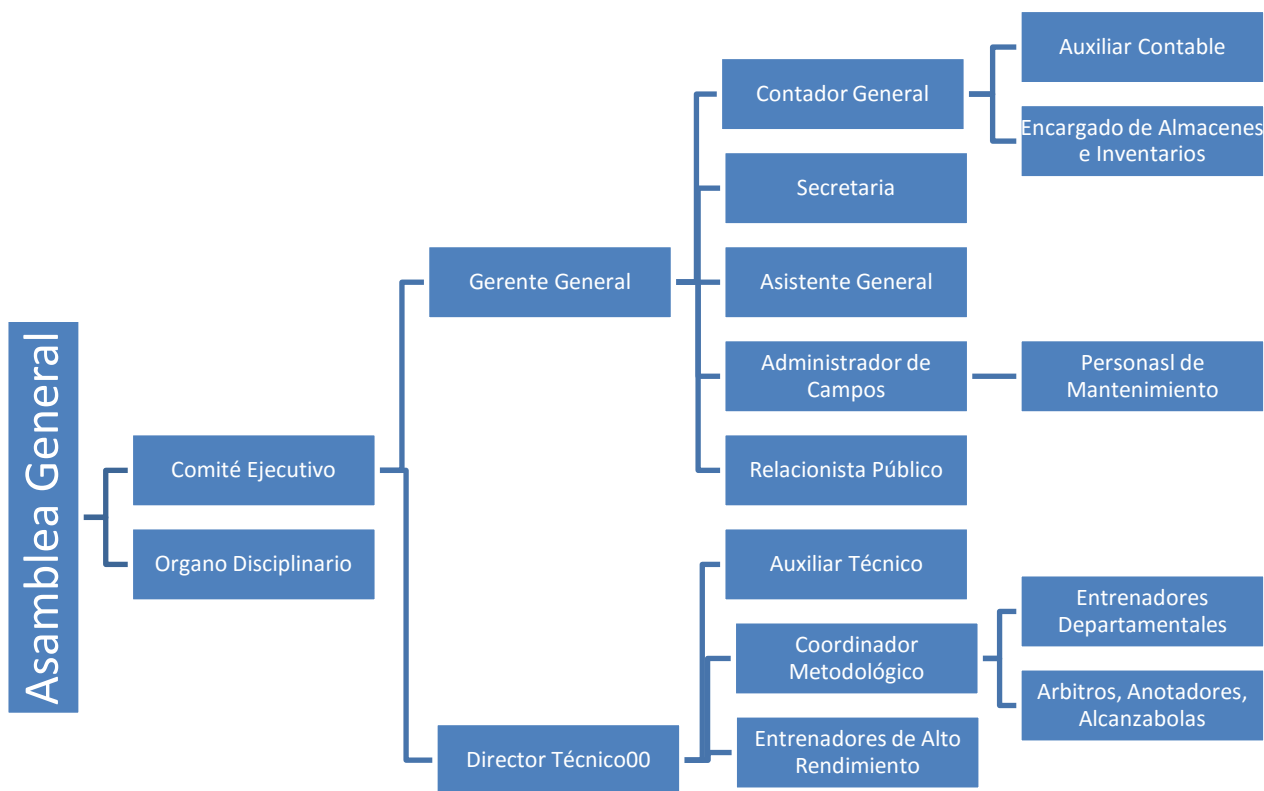 Asamblea General
Comité Ejecutivo
Organo Disciplinario
Gerente General
Director Técnico00
Contador General
Secretaria
Asistente General
Administrador de
Campos
Relacionista Público
Auxiliar Técnico
Coordinador
Metodológico
Entrenadores de Alto
Rendimiento
Auxiliar Contable
Encargado de Almacenes
e Inventarios
Personasl de
Mantenimiento
Entrenadores
Departamentales
Arbitros, Anotadores,
Alcanzabolas